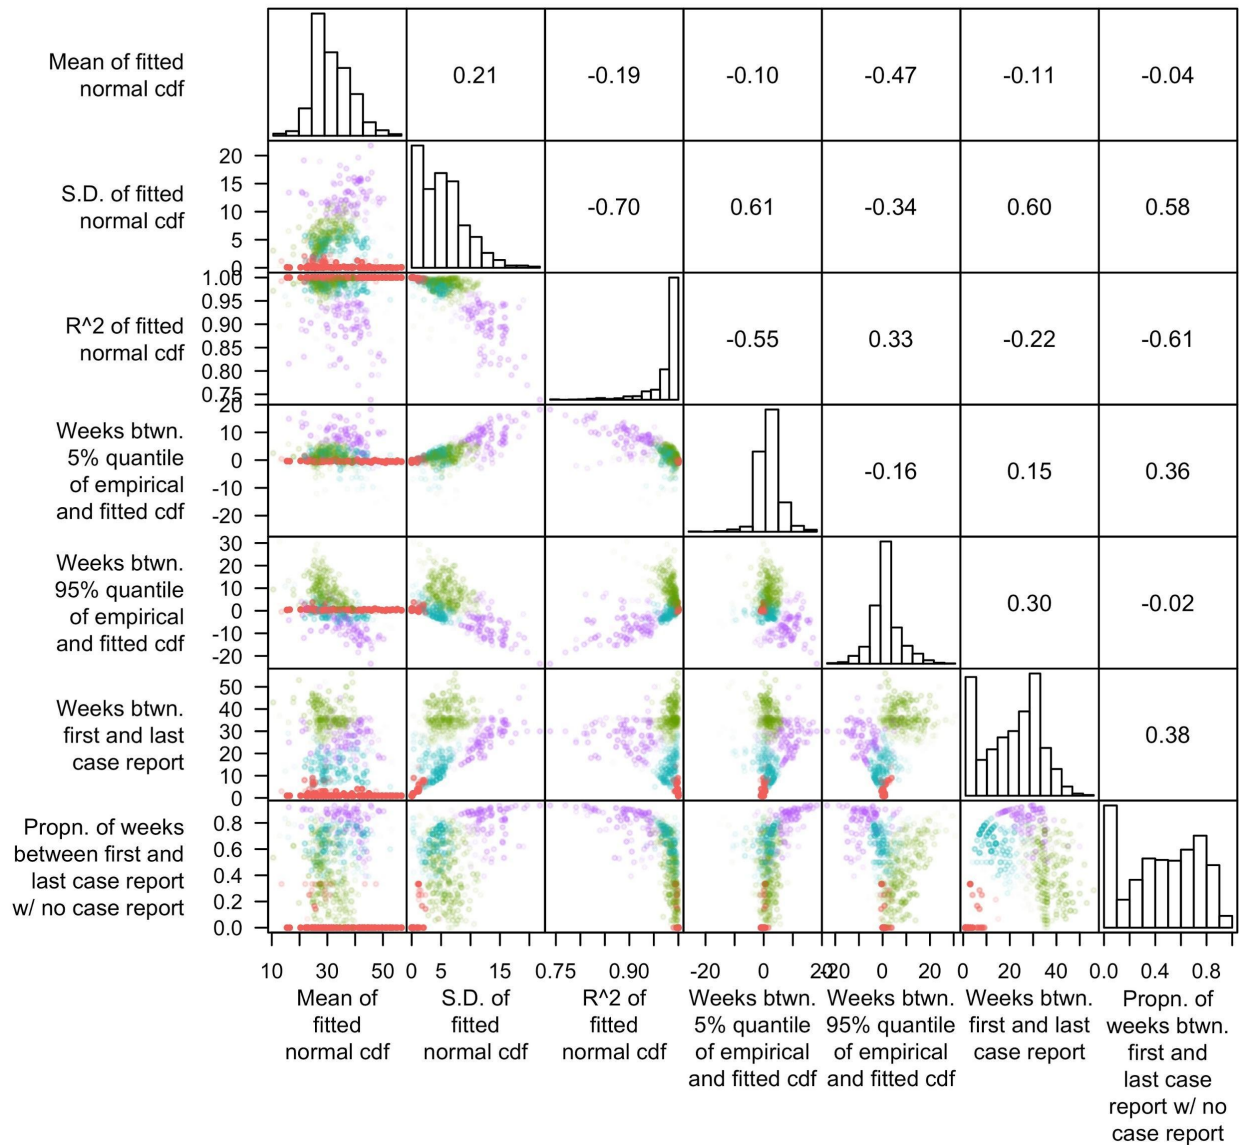 Mean of fitted
normal cdf
0.21
-0.19
-0.10
-0.47
-0.11
-0.04
S.D. of fitted
normal cdf
20
15
10
5
0
-0.70
0.61
-0.34
0.60
0.58
R^2 of fitted
normal cdf
1.00
0.95
0.90
0.85
0.80
0.75
-0.55
0.33
-0.22
-0.61
Weeks btwn.
5% quantile
of empirical
and fitted cdf
20
10
0
-10
-20
-0.16
0.15
0.36
Weeks btwn.
95% quantile
of empirical
and fitted cdf
30
20
10
0
-10
-20
0.30
-0.02
Weeks btwn.
first and last
case report
50
40
30
20
10
0
0.38
Propn. of weeks
between first and
last case report
w/ no case report
0.8
0.6
0.4
0.2
0.0
10 30 50
0 5 15
0.75 0.90
-20 0 20
-20 0 20
0 20 40
0.0 0.4 0.8
Mean of
fitted
normal cdf
S.D. of
fitted
normal cdf
R^2 of
fitted
normal cdf
Weeks btwn.
5% quantile
of empirical
and fitted cdf
Weeks btwn.
95% quantile
of empirical
and fitted cdf
Weeks btwn.
first and last
case report
Propn. of
weeks btwn.
first and
last case
report w/ no
case report